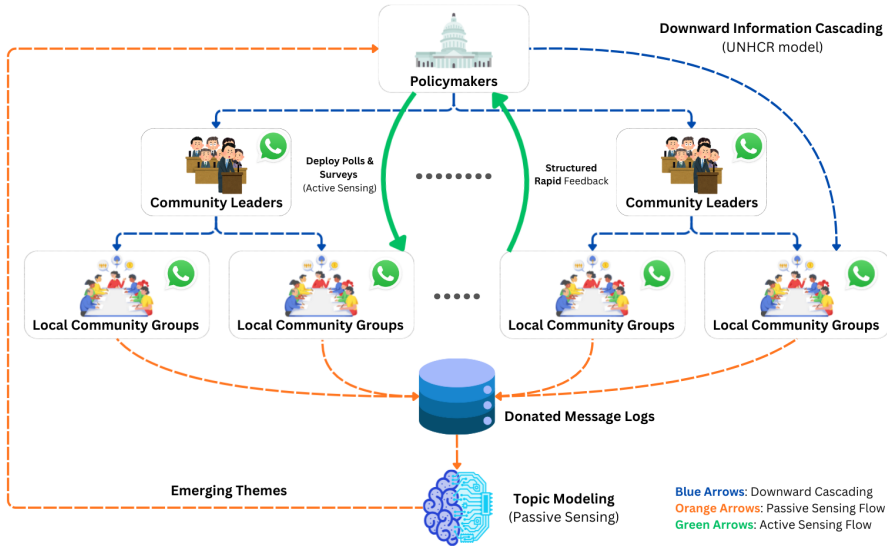 Downward Information Cascading
(UNHCR model)
Policymakers
Deploy Polls &
Surveys
(Active Sensing)
Structured
Rapid Feedback
Community Leaders
Community Leaders
Local Community Groups
Local Community Groups
Local Community Groups
Local Community Groups
Donated Message Logs
Emerging Themes
Topic Modeling
(Passive Sensing)
Blue Arrows: Downward Cascading
Orange Arrows: Passive Sensing Flow
Green Arrows: Active Sensing Flow